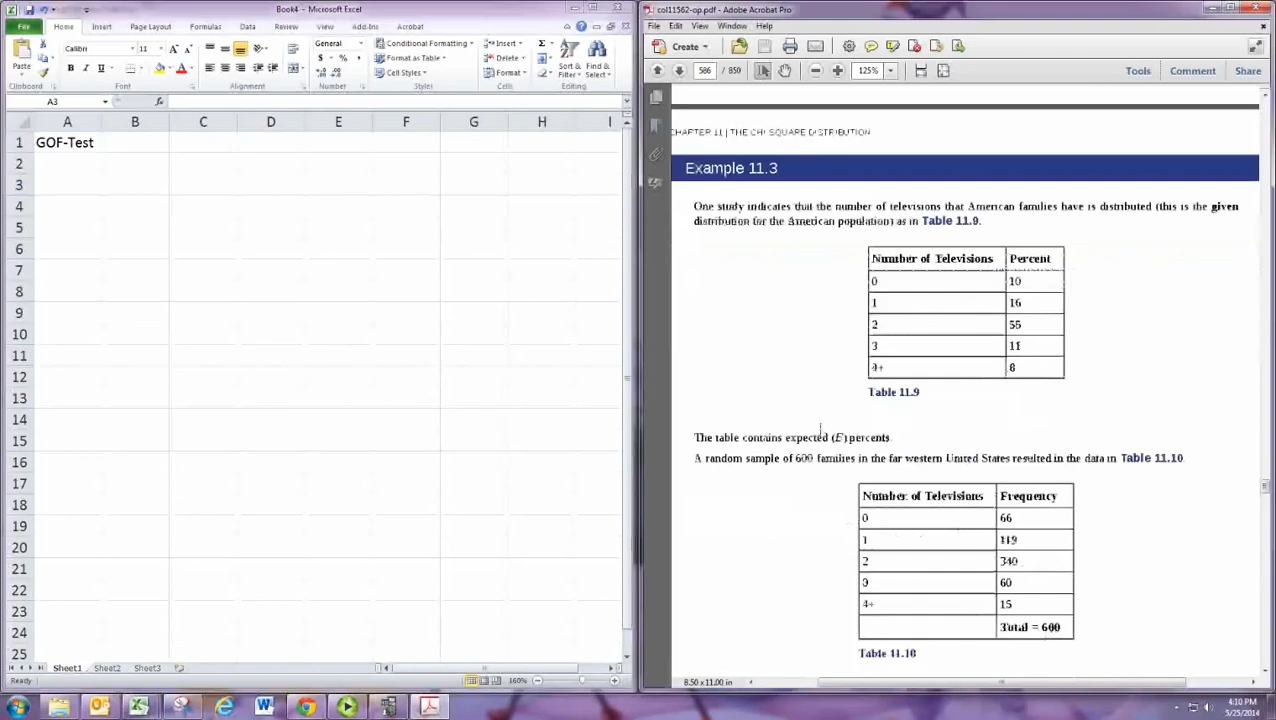 Book4 - Microsoft Excel
File Home Insert Page Layout Formulas Data Review View Add-Ins Acrobat
Paste
Clipboard
Calibri 11
B I U
Font
Alignment
General
$ % ,
Number
Conditional Formatting
Format as Table
Cell Styles
Styles
Insert
Delete
Format
Cells
Sort & Filter
Find & Select
Editing
A3 fx
A B C D E F G H I
1 GOF-Test
2
3
4
5
6
7
8
9
10
11
12
13
14
15
16
17
18
19
20
21
22
23
24
25
Sheet1 Sheet2 Sheet3
Ready 160%
col11562-op.pdf - Adobe Acrobat Pro
File Edit View Window Help
Create
586 / 850 125%
Tools Comment Share
CHAPTER 11 | THE CHI-SQUARE DISTRIBUTION
Example 11.3
One study indicates that the number of televisions that American families have is distributed (this is the given
distribution for the American population) as in Table 11.9.
Number of Televisions Percent
0 10
1 16
2 55
3 11
4+ 8
Table 11.9
The table contains expected (E) percents.
A random sample of 600 families in the far western United States resulted in the data in Table 11.10.
Number of Televisions Frequency
0 66
1 119
2 340
3 60
4+ 15
Total = 600
Table 11.10
8.50 x 11.00 in
4:10 PM
5/25/2014